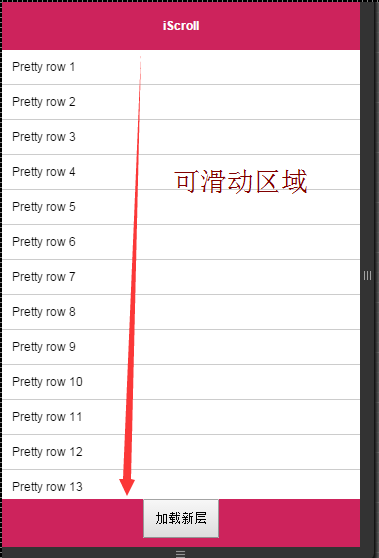 iScroll
Pretty row 1
Pretty row 2
Pretty row 3
Pretty row 4
可滑动区域
Pretty row 5
Pretty row 6
Pretty row 7
Pretty row 8
Pretty row 9
Pretty row 10
Pretty row 11
Pretty row 12
Pretty row 13
加载新层